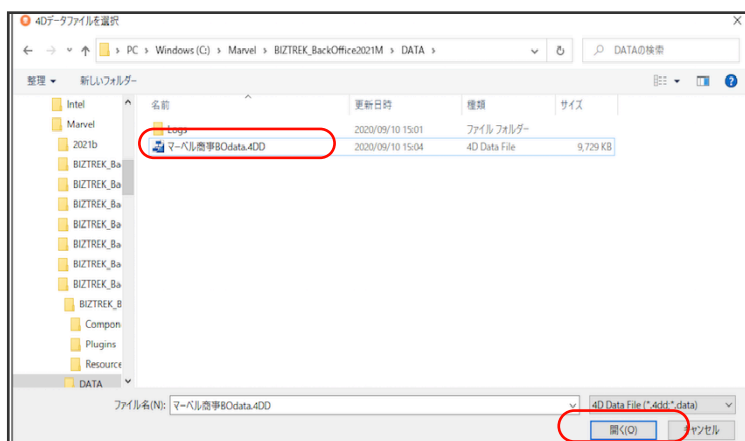 4Dデータファイルを選択
PC › Windows (C:) › Marvel › BIZTREK_BackOffice2021M › DATA ›
DATAの検索
整理 新しいフォルダー
名前 更新日時 種類 サイズ
Intel
Marvel
2021b
BIZTREK_Bac
BIZTREK_Ba
BIZTREK_Ba
BIZTREK_Ba
BIZTREK_Ba
BIZTREK_Ba
BIZTREK_Bac
BIZTREK_B
Compon
Plugins
Resource
DATA
Logs 2020/09/10 15:01 ファイル フォルダー
マーベル商事BOdata.4DD 2020/09/10 15:04 4D Data File 9,729 KB
ファイル名(N): マーベル商事BOdata.4DD 4D Data File (*.4dd;*.data)
開く(O) キャンセル